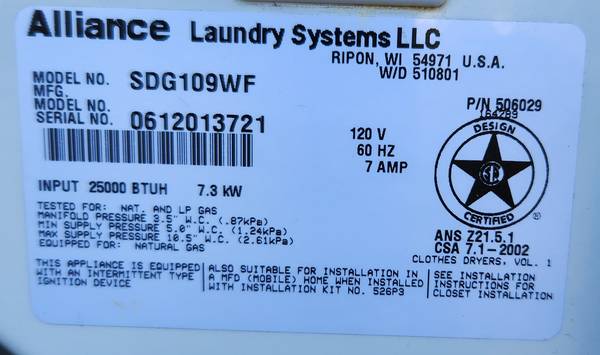 Alliance Laundry Systems LLC
RIPON, WI 54971 U.S.A.
W/D 510801
MODEL NO. SDG109WF
MFG.
MODEL NO.
SERIAL NO. 0612013721
P/N 506029
164289
120 V
60 HZ
7 AMP
DESIGN
CERTIFIED
®
INPUT 25000 BTUH 7.3 kW
TESTED FOR: NAT. AND LP GAS
MANIFOLD PRESSURE 3.5" W.C. (.87kPa)
MIN SUPPLY PRESSURE 5.0" W.C. (1.24kPa)
MAX SUPPLY PRESSURE 10.5" W.C. (2.61kPa)
EQUIPPED FOR: NATURAL GAS
ANS Z21.5.1
CSA 7.1-2002
CLOTHES DRYERS, VOL. 1
THIS APPLIANCE IS EQUIPPED
WITH AN INTERMITTENT TYPE
IGNITION DEVICE
ALSO SUITABLE FOR INSTALLATION IN
A MFD (MOBILE) HOME WHEN INSTALLED
WITH INSTALLATION KIT NO. 526P3
SEE INSTALLATION
INSTRUCTIONS FOR
CLOSET INSTALLATION